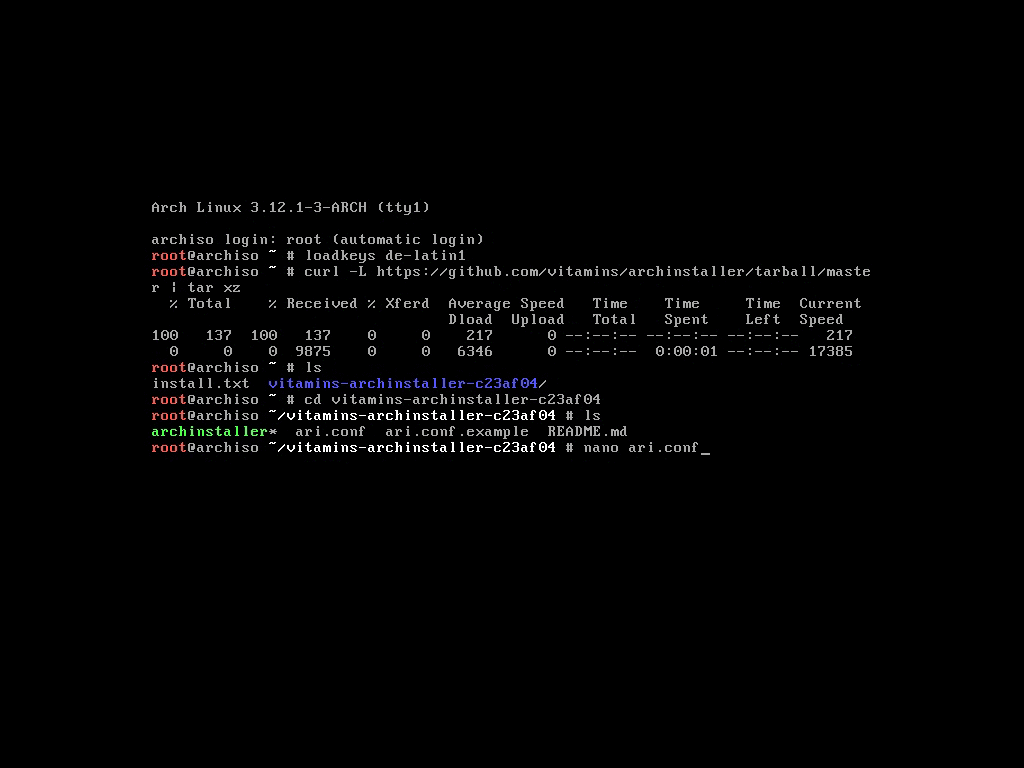 Arch Linux 3.12.1-3-ARCH (tty1)
archiso login: root (automatic login)
root@archiso ~ # loadkeys de-latin1
root@archiso ~ # curl -L https://github.com/vitamins/archinstaller/tarball/maste
r | tar xz
  % Total    % Received % Xferd  Average Speed   Time    Time     Time  Current
                                 Dload  Upload   Total   Spent    Left  Speed
100   137  100   137    0     0    217      0 --:--:-- --:--:-- --:--:--   217
  0     0    0  9875    0     0   6346      0 --:--:--  0:00:01 --:--:-- 17385
root@archiso ~ # ls
install.txt  vitamins-archinstaller-c23af04/
root@archiso ~ # cd vitamins-archinstaller-c23af04
root@archiso ~/vitamins-archinstaller-c23af04 # ls
archinstaller*  ari.conf  ari.conf.example  README.md
root@archiso ~/vitamins-archinstaller-c23af04 # nano ari.conf_